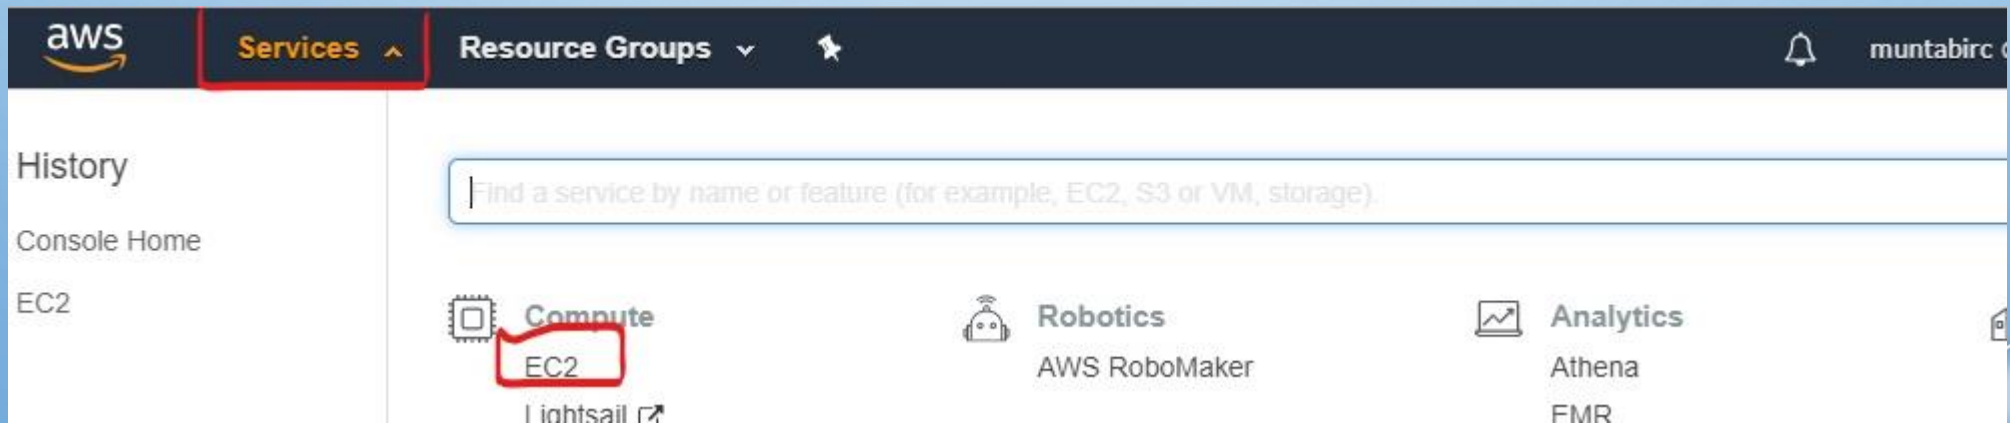 aws Services Resource Groups muntabirc
History
Find a service by name or feature (for example, EC2, S3 or VM, storage).
Console Home
EC2
Compute Robotics Analytics
EC2 AWS RoboMaker Athena
Lightsail EMR